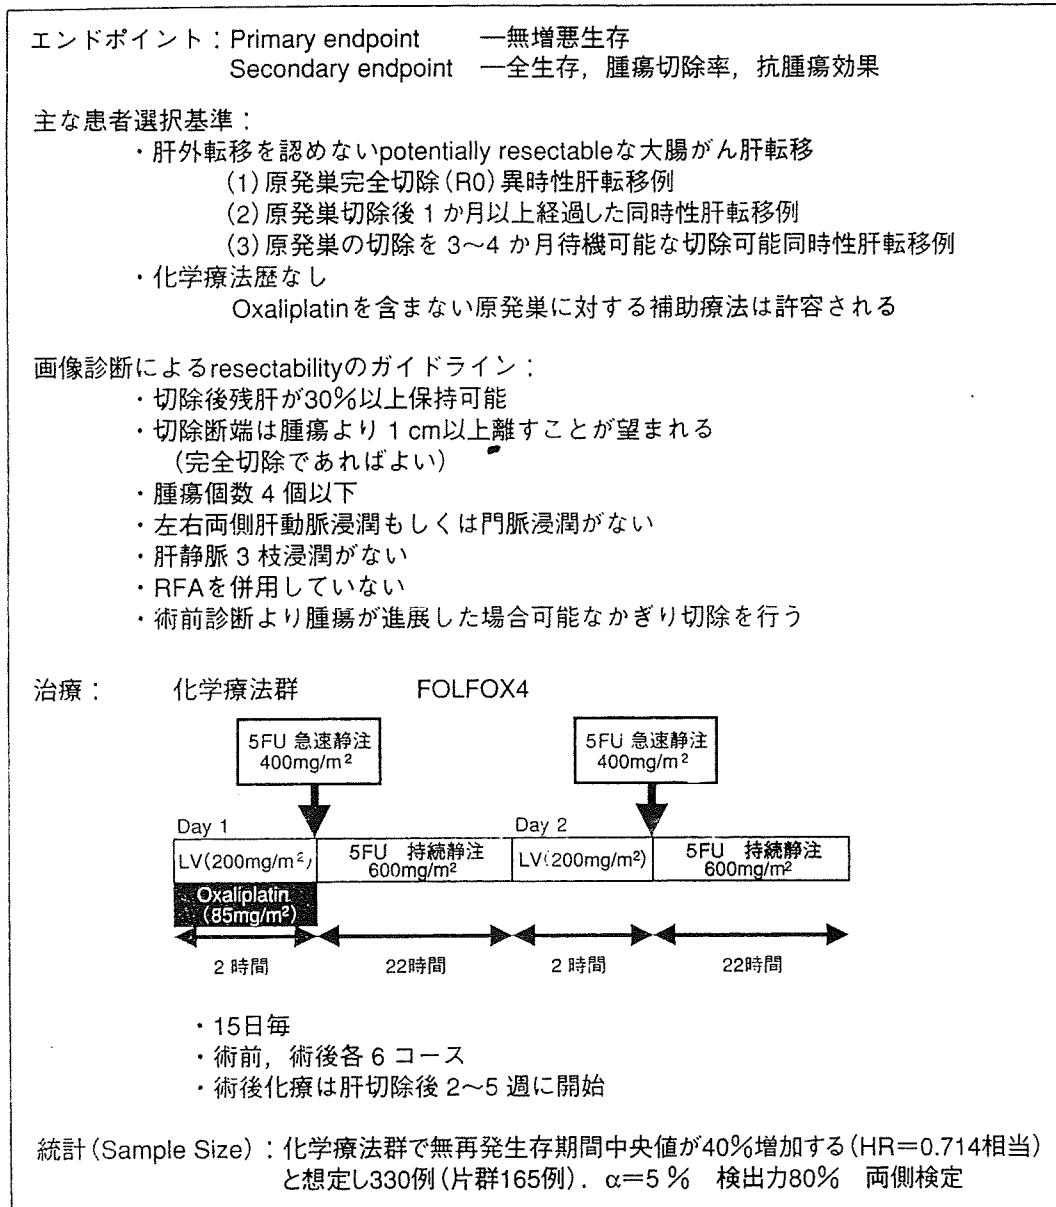 エンドポイント：Primary endpoint —無増悪生存
Secondary endpoint —全生存，腫瘍切除率，抗腫瘍効果
主な患者選択基準：
・肝外転移を認めないpotentially resectableな大腸がん肝転移
(1)原発巣完全切除(R0)異時性肝転移例
(2)原発巣切除後 1 か月以上経過した同時性肝転移例
(3)原発巣の切除を 3〜4 か月待機可能な切除可能同時性肝転移例
・化学療法歴なし
Oxaliplatinを含まない原発巣に対する補助療法は許容される
画像診断によるresectabilityのガイドライン：
・切除後残肝が30％以上保持可能
・切除断端は腫瘍より 1 cm以上離すことが望まれる
（完全切除であればよい）
・腫瘍個数 4 個以下
・左右両側肝動脈浸潤もしくは門脈浸潤がない
・肝静脈 3 枝浸潤がない
・RFAを併用していない
・術前診断より腫瘍が進展した場合可能なかぎり切除を行う
治療： 化学療法群 FOLFOX4
5FU 急速静注
400mg/m²
5FU 急速静注
400mg/m²
Day 1
Day 2
LV(200mg/m²)
5FU 持続静注
600mg/m²
LV(200mg/m²)
5FU 持続静注
600mg/m²
Oxaliplatin
(85mg/m²)
2 時間 22時間 2 時間 22時間
・15日毎
・術前，術後各 6 コース
・術後化療は肝切除後 2〜5 週に開始
統計(Sample Size)：化学療法群で無再発生存期間中央値が40％増加する(HR＝0.714相当)
と想定し330例(片群165例)．α＝5 ％ 検出力80％ 両側検定